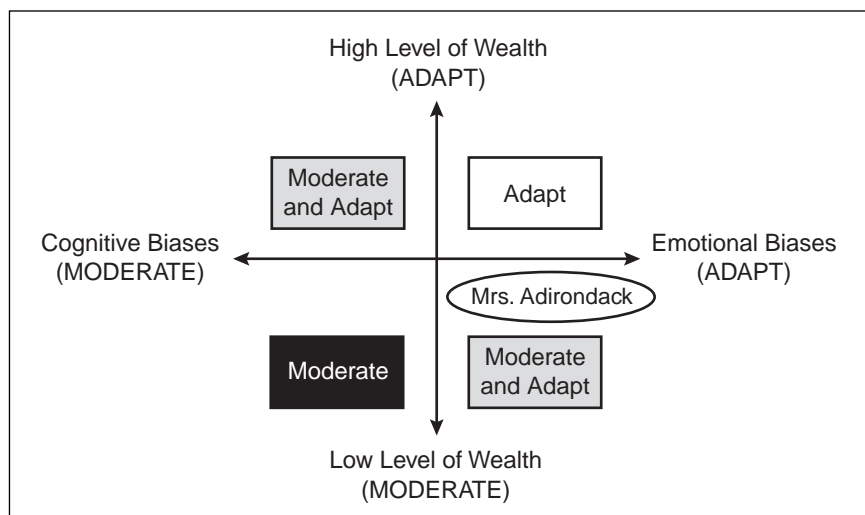 High Level of Wealth
(ADAPT)
Moderate
and Adapt
Adapt
Cognitive Biases
(MODERATE)
Emotional Biases
(ADAPT)
Mrs. Adirondack
Moderate
Moderate
and Adapt
Low Level of Wealth
(MODERATE)